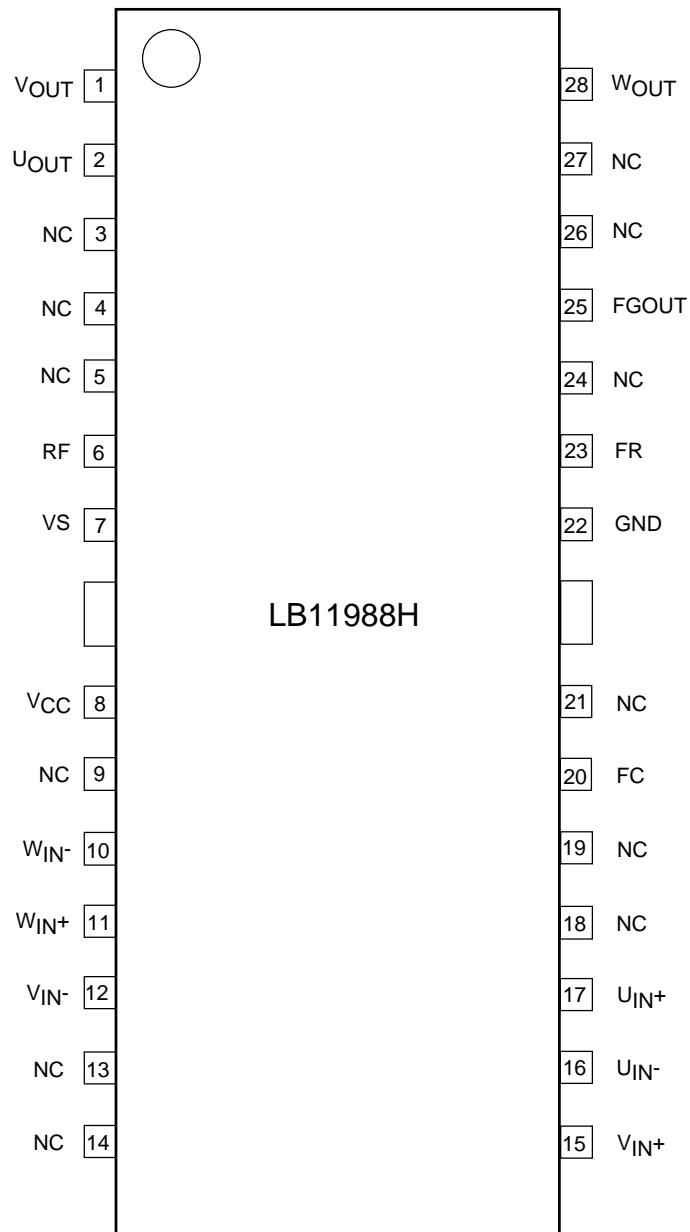 VOUT 1 28 WOUT
UOUT 2 27 NC
NC 3 26 NC
NC 4 25 FGOUT
NC 5 24 NC
RF 6 23 FR
VS 7 22 GND
LB11988H
VCC 8 21 NC
NC 9 20 FC
WIN- 10 19 NC
WIN+ 11 18 NC
VIN- 12 17 UIN+
NC 13 16 UIN-
NC 14 15 VIN+